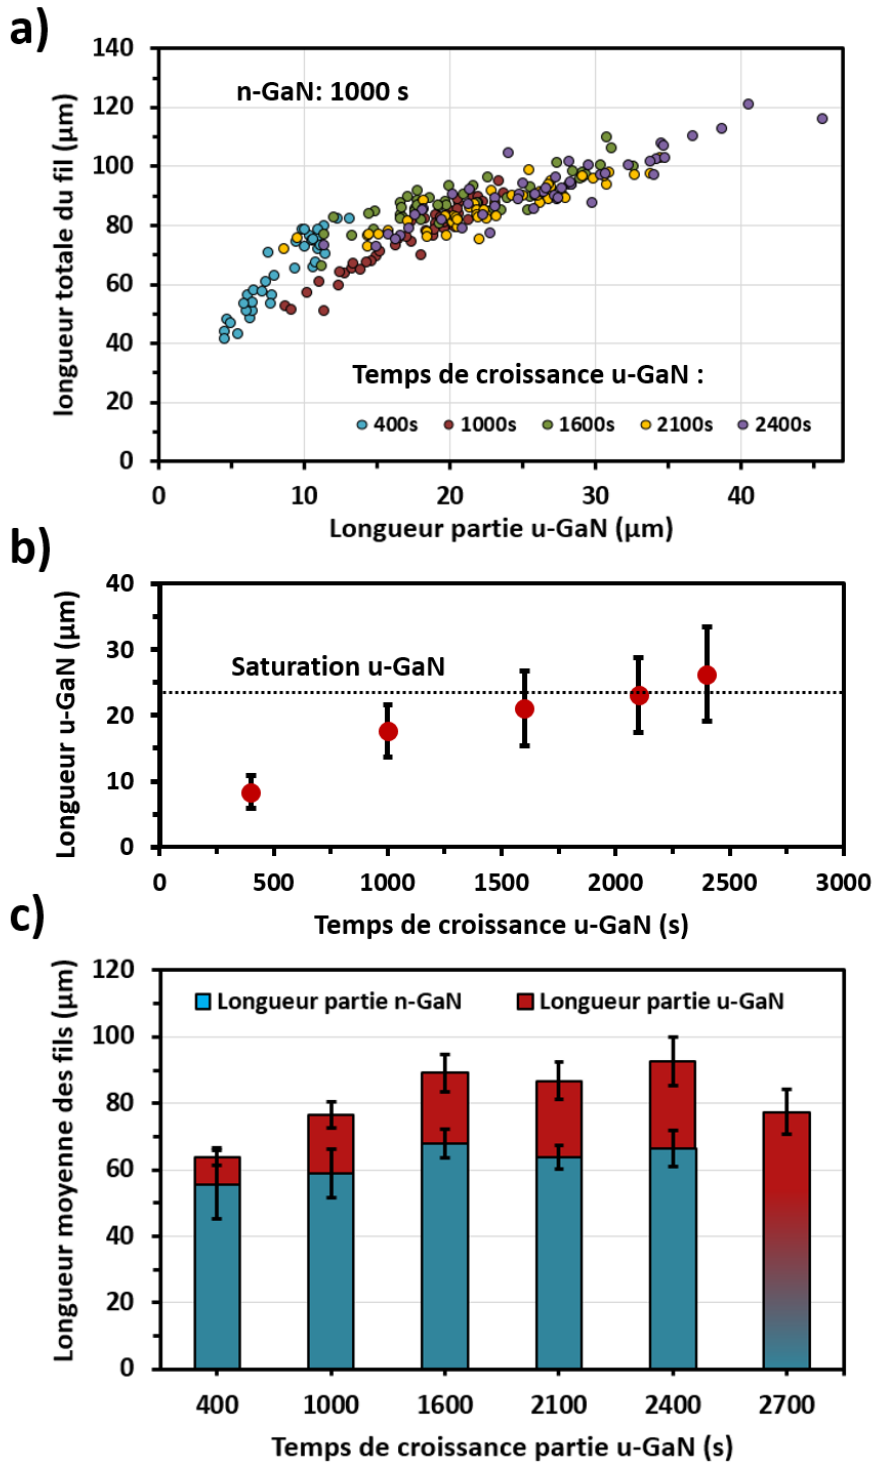 a)
140
120
100
80
60
40
20
0
longueur totale du fil (µm)
n-GaN: 1000 s
Temps de croissance u-GaN :
400s 1000s 1600s 2100s 2400s
0 10 20 30 40
Longueur partie u-GaN (µm)
b)
40
30
20
10
0
Longueur u-GaN (µm)
Saturation u-GaN
0 500 1000 1500 2000 2500 3000
Temps de croissance u-GaN (s)
c)
120
100
80
60
40
20
0
Longueur moyenne des fils (µm)
Longueur partie n-GaN Longueur partie u-GaN
400 1000 1600 2100 2400 2700
Temps de croissance partie u-GaN (s)